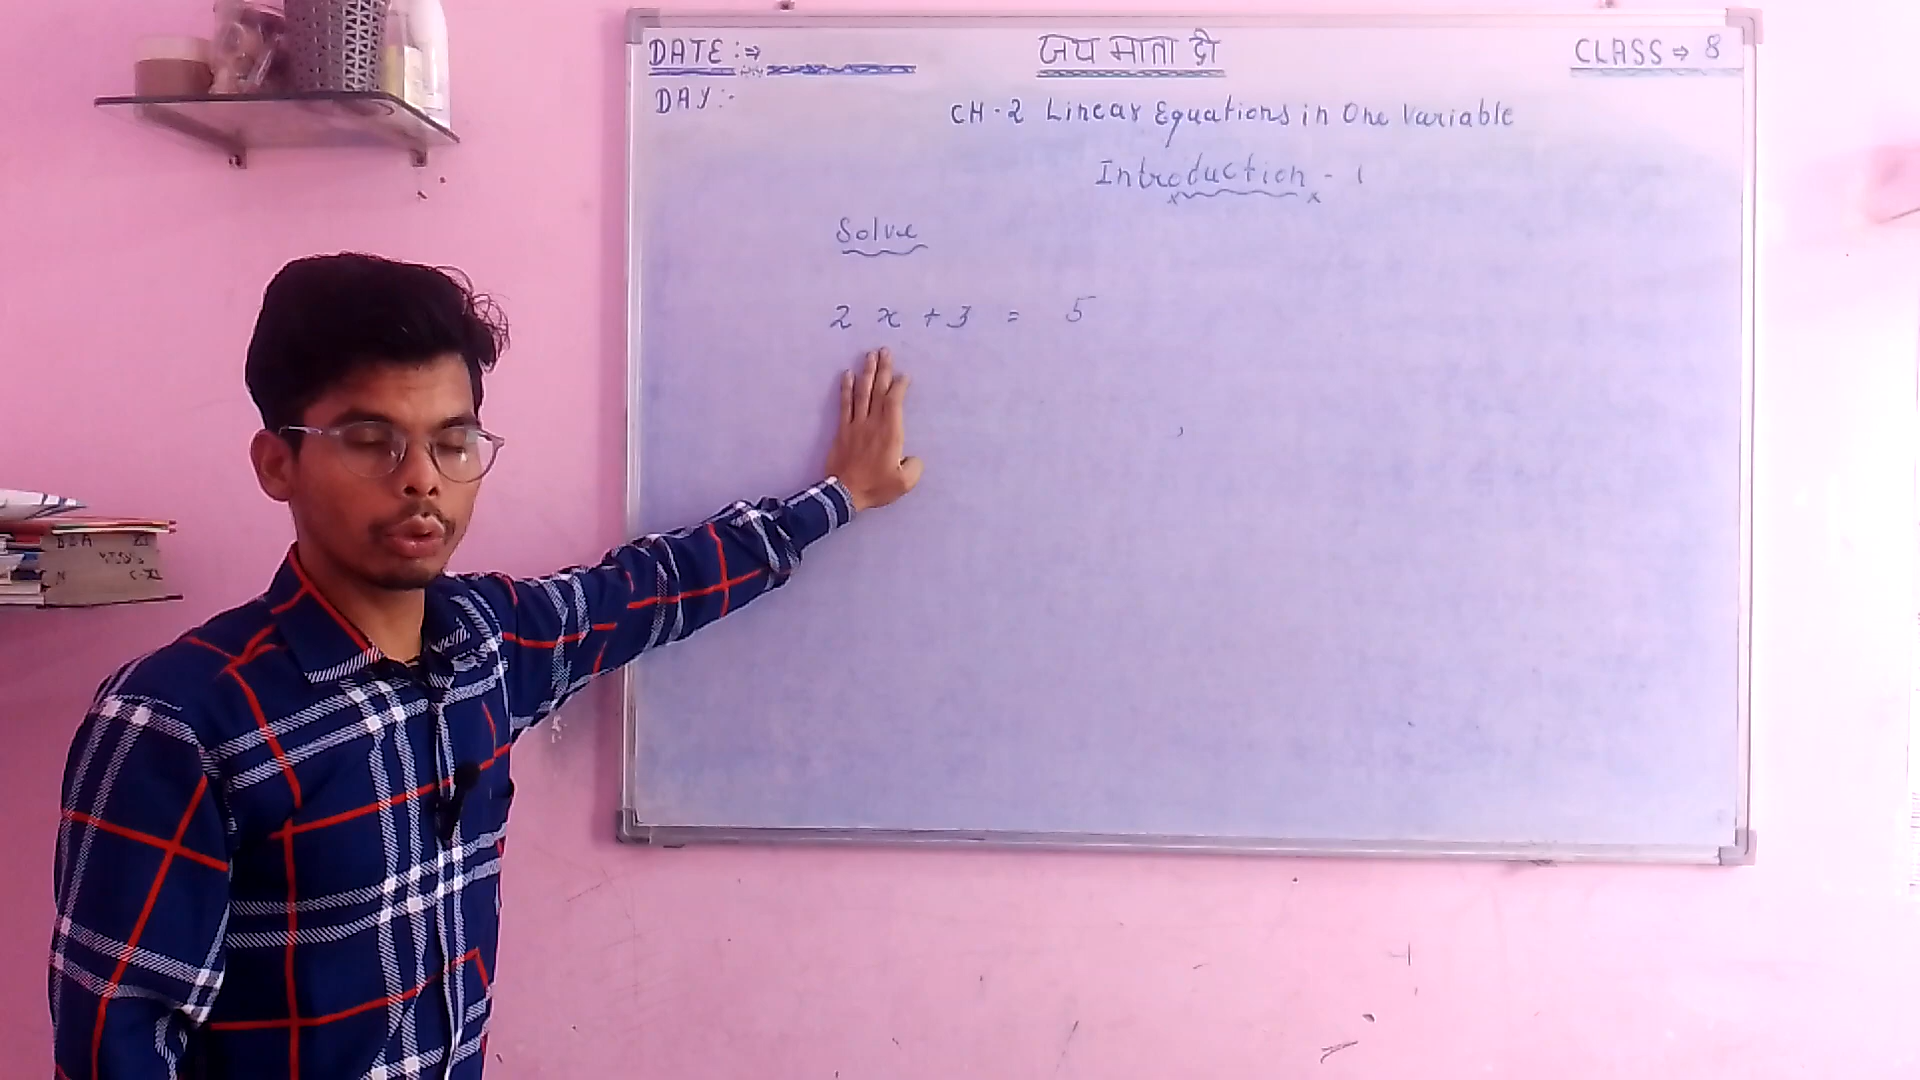 DATE :⇒
जय माता दी
CLASS ⇒ 8
DAY :-
CH - 2 Linear Equations in One Variable
Introduction - 1
Solve
2 x + 3 = 5